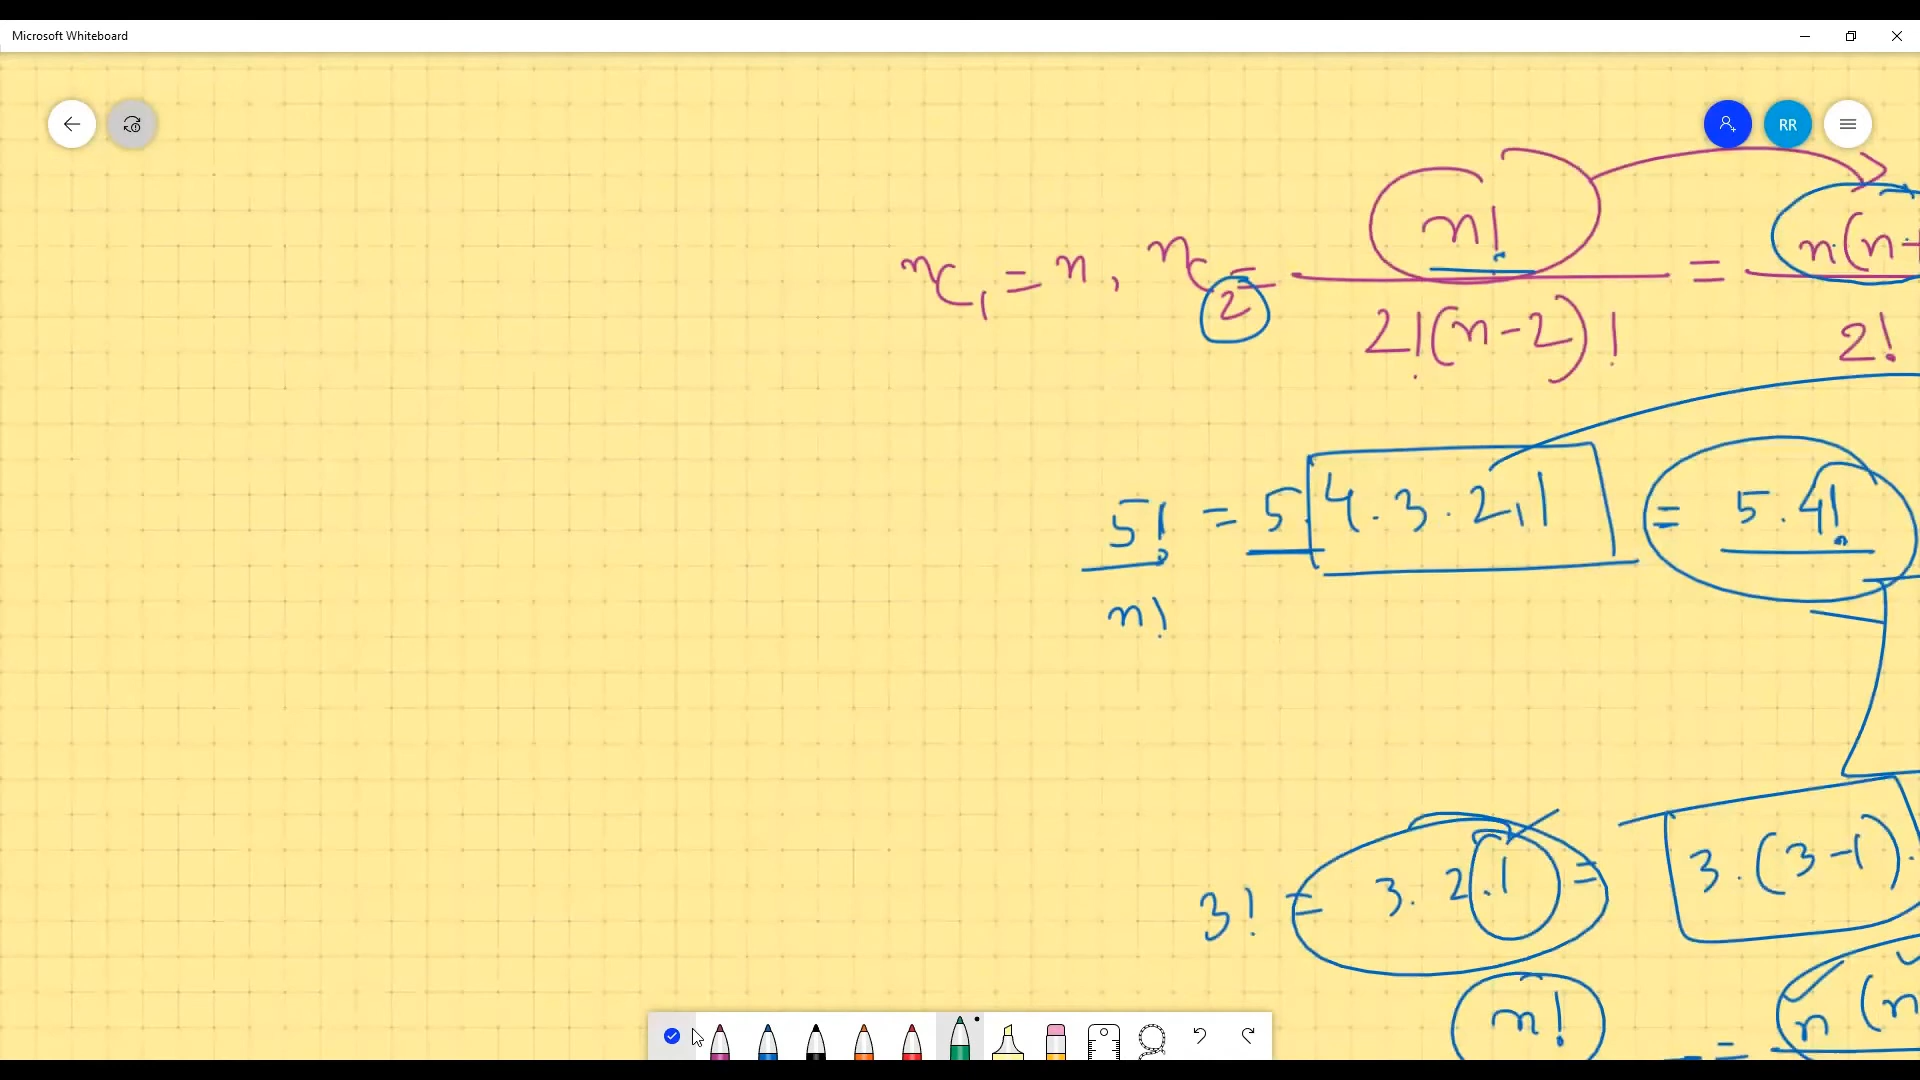 Microsoft Whiteboard
RR
nC₁ = n, nC₂ = n! / 2!(n-2)! = n(n- / 2!
5! = 5.4.3.2.1 = 5.4!
n!
3! = 3.2.1 = 3.(3-1).
n! = n(n